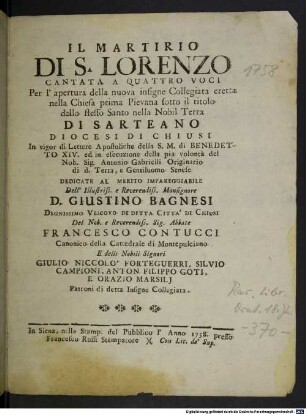 IL MARTIRIO
DI S. LORENZO
CANTATA A QUATTRO VOCI
Per l'apertura della nuova insigne Collegiata eretta
nella Chiesa prima Pievana sotto il titolo
dello stesso Santo nella Nobil Terra
DI SARTEANO
DIOCESI DI CHIUSI
In vigor di Lettere Apostoliche della S. M. di BENEDET-
TO XIV. ed in esecuzione della pia volontà del
Nob. Sig. Antonio Gabrielli Originario
di d. Terra, e Gentiluomo Senese
DEDICATE AL MERITO IMPAREGGIABILE
Dell' Illustriss. e Reverendiss. Monsignore
D. GIUSTINO BAGNESI
DEGNISSIMO VESCOVO DI DETTA CITTA' DI CHIUSI
Del Nob. e Reverendiss. Sig. Abbate
FRANCESCO CONTUCCI
Canonico della Cattedrale di Montepulciano
E delli Nobili Signori
GIULIO NICCOLO' FORTEGUERRI, SILVIO
CAMPIONI, ANTON FILIPPO GOTI,
E ORAZIO MARSILJ
Patroni di detta Insigne Collegiata.
In Siena, nella Stamp. del Pubblico l' Anno 1758. presso
Francesco Rossi Stampatore )( Con Lic. de' Sup.
1758
-370-